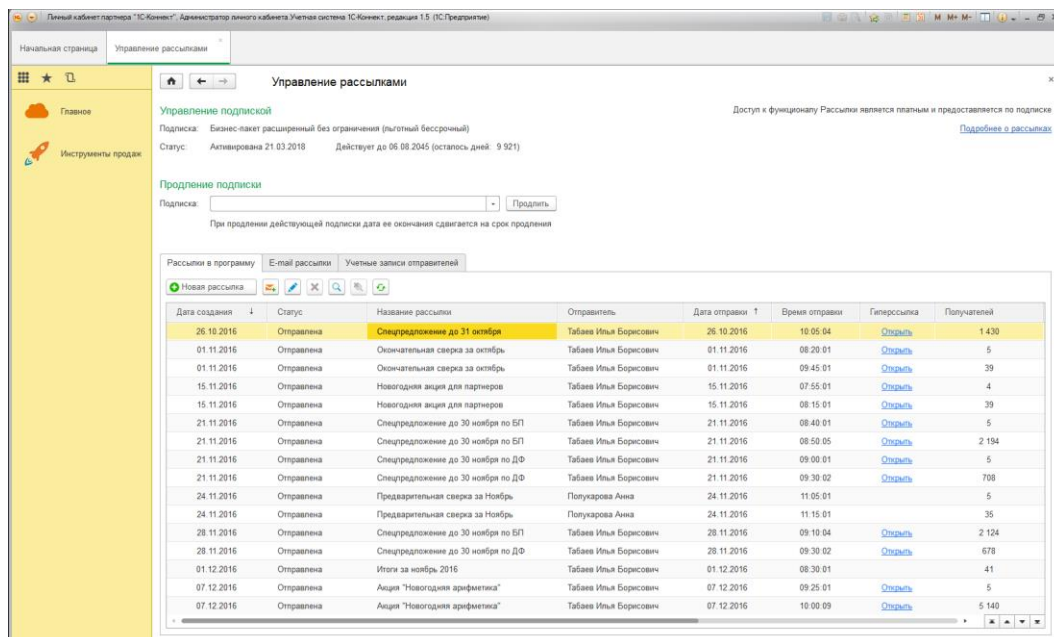 Личный кабинет партнера "1С-Коннект", Администратор личного кабинета Учетная система 1С-Коннект, редакция 1.5 (1С:Предприятие)
M M+ M-
Начальная страница
Управление рассылками
Главное
Инструменты продаж
Управление рассылками
Управление подпиской
Доступ к функционалу Рассылки является платным и предоставляется по подписке
Подписка: Бизнес-пакет расширенный без ограничения (льготный бессрочный)
Подробнее о рассылках
Статус: Активирована 21.03.2018 Действует до 06.08.2045 (осталось дней: 9 921)
Продление подписки
Подписка: Продлить
При продлении действующей подписки дата ее окончания сдвигается на срок продления
Рассылки в программу E-mail рассылки Учетные записи отправителей
Новая рассылка
Дата создания ↓ Статус Название рассылки Отправитель Дата отправки ↑ Время отправки Гиперссылка Получателей
26.10.2016 Отправлена Спецпредложение до 31 октября Табаев Илья Борисович 26.10.2016 10:05:04 Открыть 1 430
01.11.2016 Отправлена Окончательная сверка за октябрь Табаев Илья Борисович 01.11.2016 08:20:01 Открыть 5
01.11.2016 Отправлена Окончательная сверка за октябрь Табаев Илья Борисович 01.11.2016 09:45:01 Открыть 39
15.11.2016 Отправлена Новогодняя акция для партнеров Табаев Илья Борисович 15.11.2016 07:55:01 Открыть 4
15.11.2016 Отправлена Новогодняя акция для партнеров Табаев Илья Борисович 15.11.2016 08:15:01 Открыть 39
21.11.2016 Отправлена Спецпредложение до 30 ноября по БП Табаев Илья Борисович 21.11.2016 08:40:01 Открыть 5
21.11.2016 Отправлена Спецпредложение до 30 ноября по БП Табаев Илья Борисович 21.11.2016 08:50:05 Открыть 2 194
21.11.2016 Отправлена Спецпредложение до 30 ноября по ДФ Табаев Илья Борисович 21.11.2016 09:00:01 Открыть 5
21.11.2016 Отправлена Спецпредложение до 30 ноября по ДФ Табаев Илья Борисович 21.11.2016 09:30:02 Открыть 708
24.11.2016 Отправлена Предварительная сверка за Ноябрь Полукарова Анна 24.11.2016 11:05:01 5
24.11.2016 Отправлена Предварительная сверка за Ноябрь Полукарова Анна 24.11.2016 11:15:01 35
28.11.2016 Отправлена Спецпредложение до 30 ноября по БП Табаев Илья Борисович 28.11.2016 09:10:04 Открыть 2 124
28.11.2016 Отправлена Спецпредложение до 30 ноября по ДФ Табаев Илья Борисович 28.11.2016 09:30:02 Открыть 678
01.12.2016 Отправлена Итоги за ноябрь 2016 Табаев Илья Борисович 01.12.2016 08:30:01 41
07.12.2016 Отправлена Акция "Новогодняя арифметика" Табаев Илья Борисович 07.12.2016 09:25:01 Открыть 5
07.12.2016 Отправлена Акция "Новогодняя арифметика" Табаев Илья Борисович 07.12.2016 10:00:09 Открыть 5 140